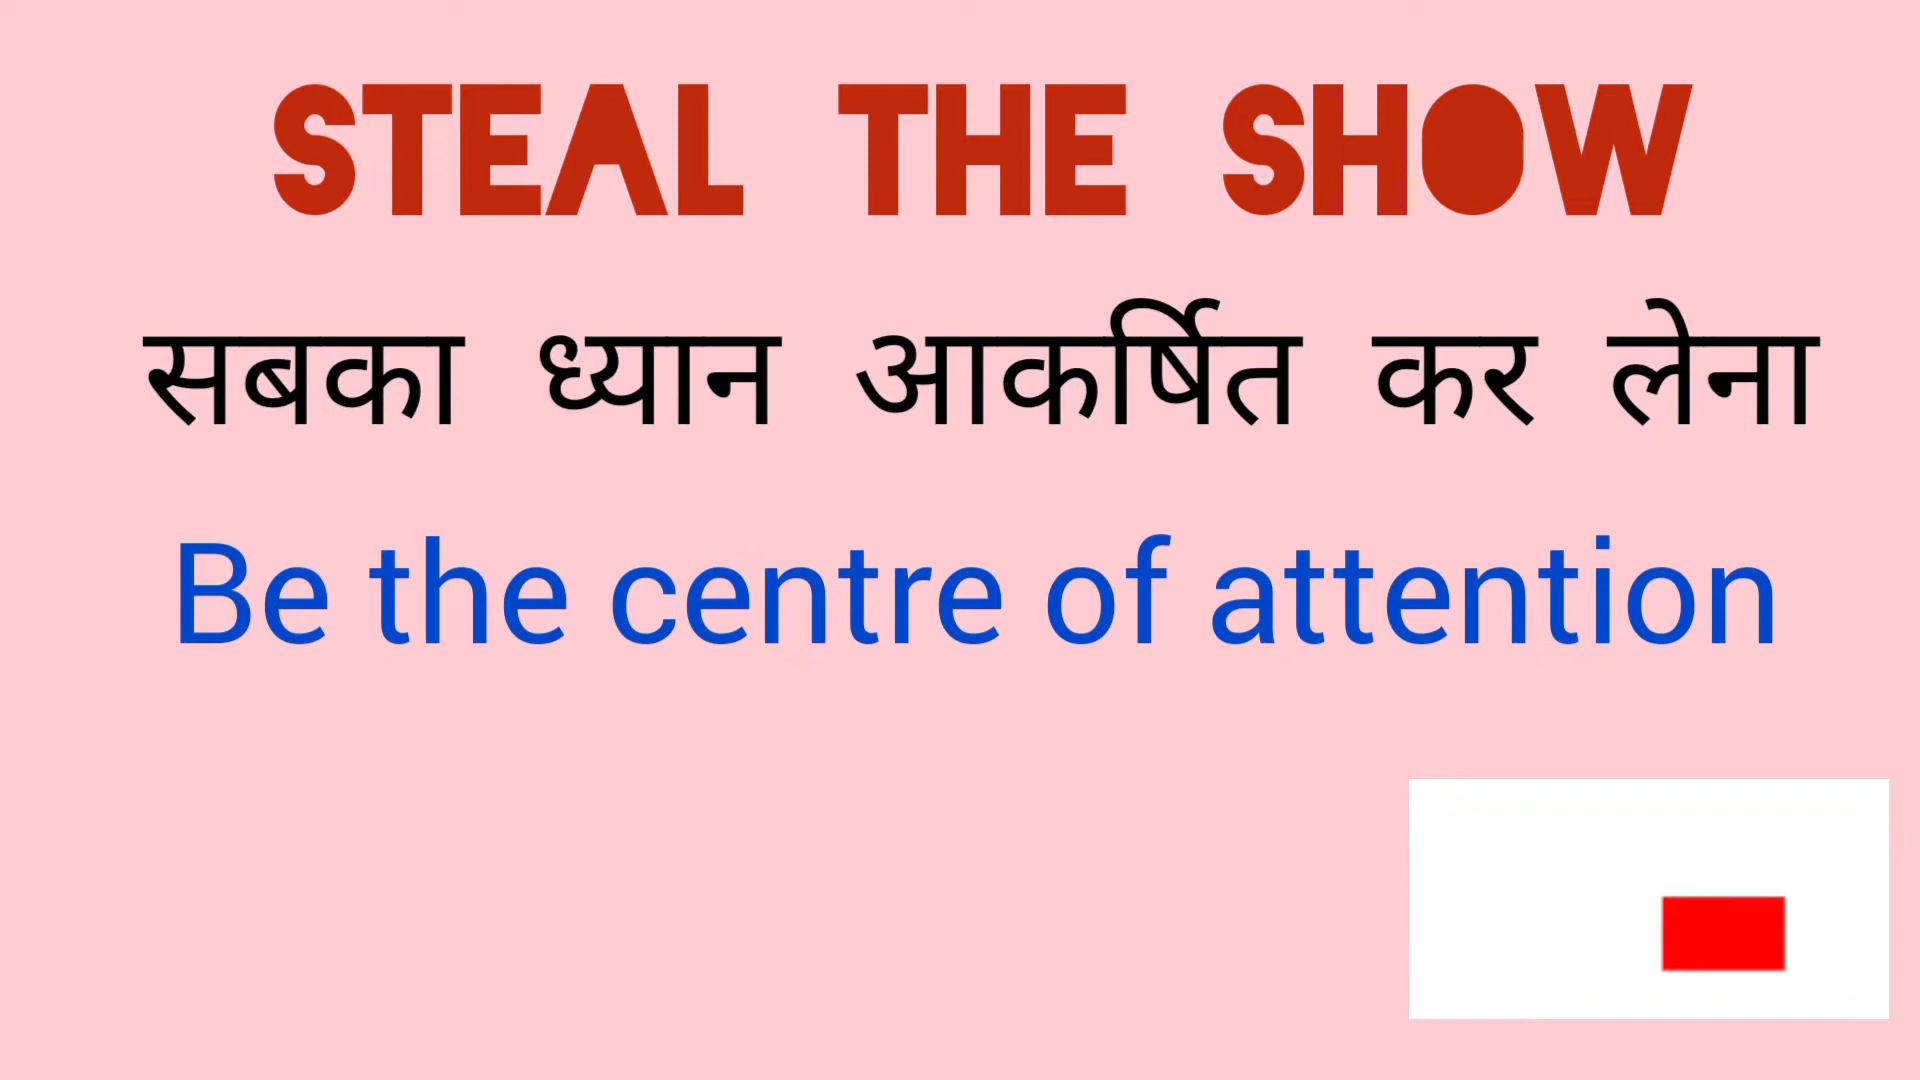 STEAL THE SHOW
सबका ध्यान आकर्षित कर लेना
Be the centre of attention